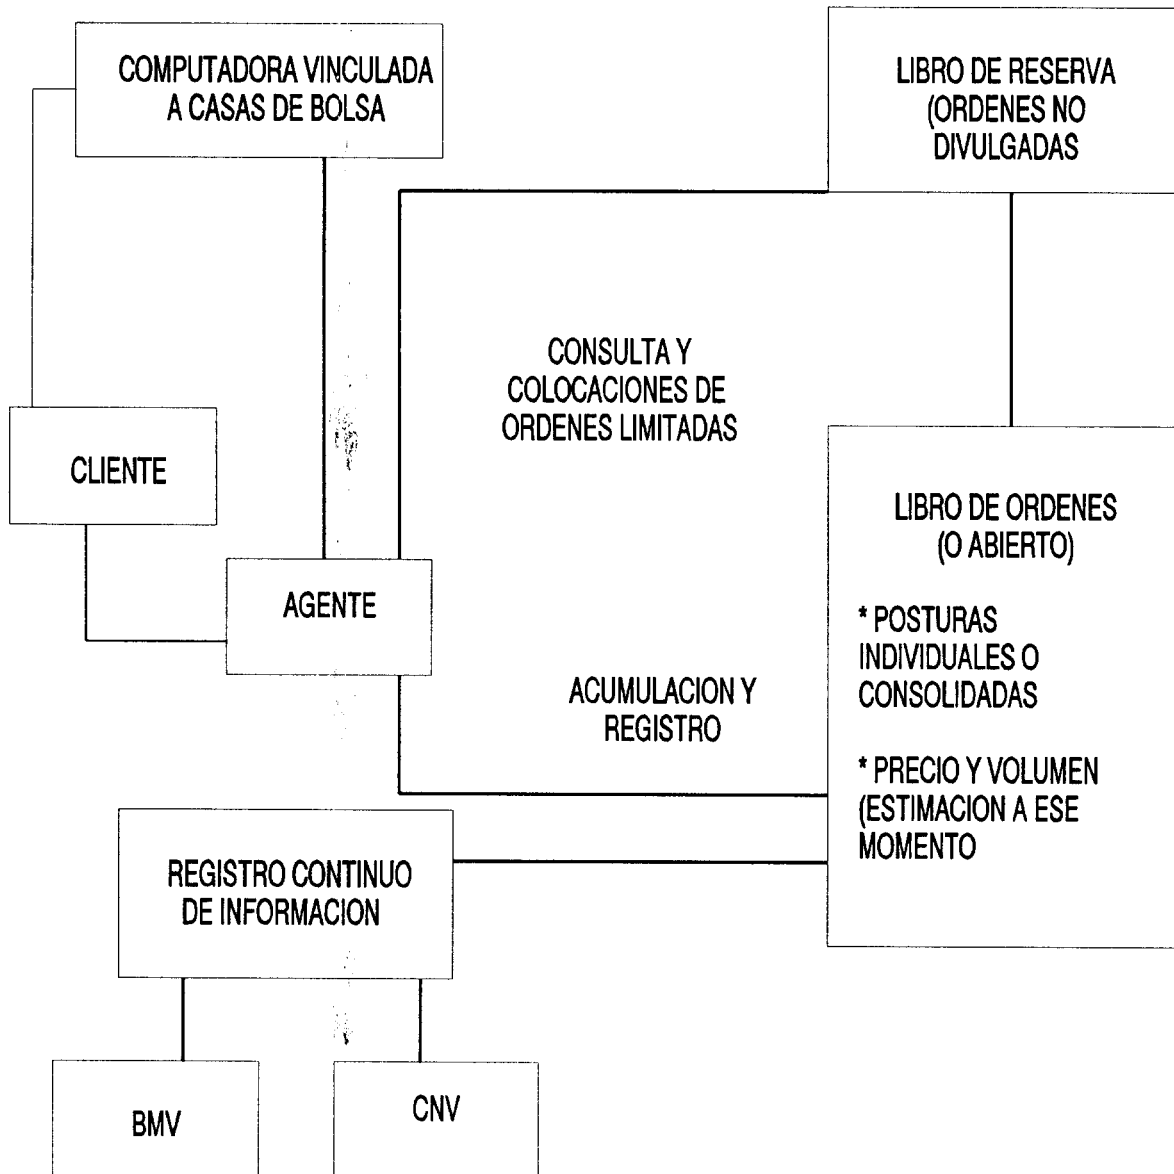 COMPUTADORA VINCULADA
A CASAS DE BOLSA
LIBRO DE RESERVA
(ORDENES NO
DIVULGADAS
CONSULTA Y
COLOCACIONES DE
ORDENES LIMITADAS
CLIENTE
AGENTE
LIBRO DE ORDENES
(O ABIERTO)
* POSTURAS
INDIVIDUALES O
CONSOLIDADAS
* PRECIO Y VOLUMEN
(ESTIMACION A ESE
MOMENTO
ACUMULACION Y
REGISTRO
REGISTRO CONTINUO
DE INFORMACION
BMV
CNV